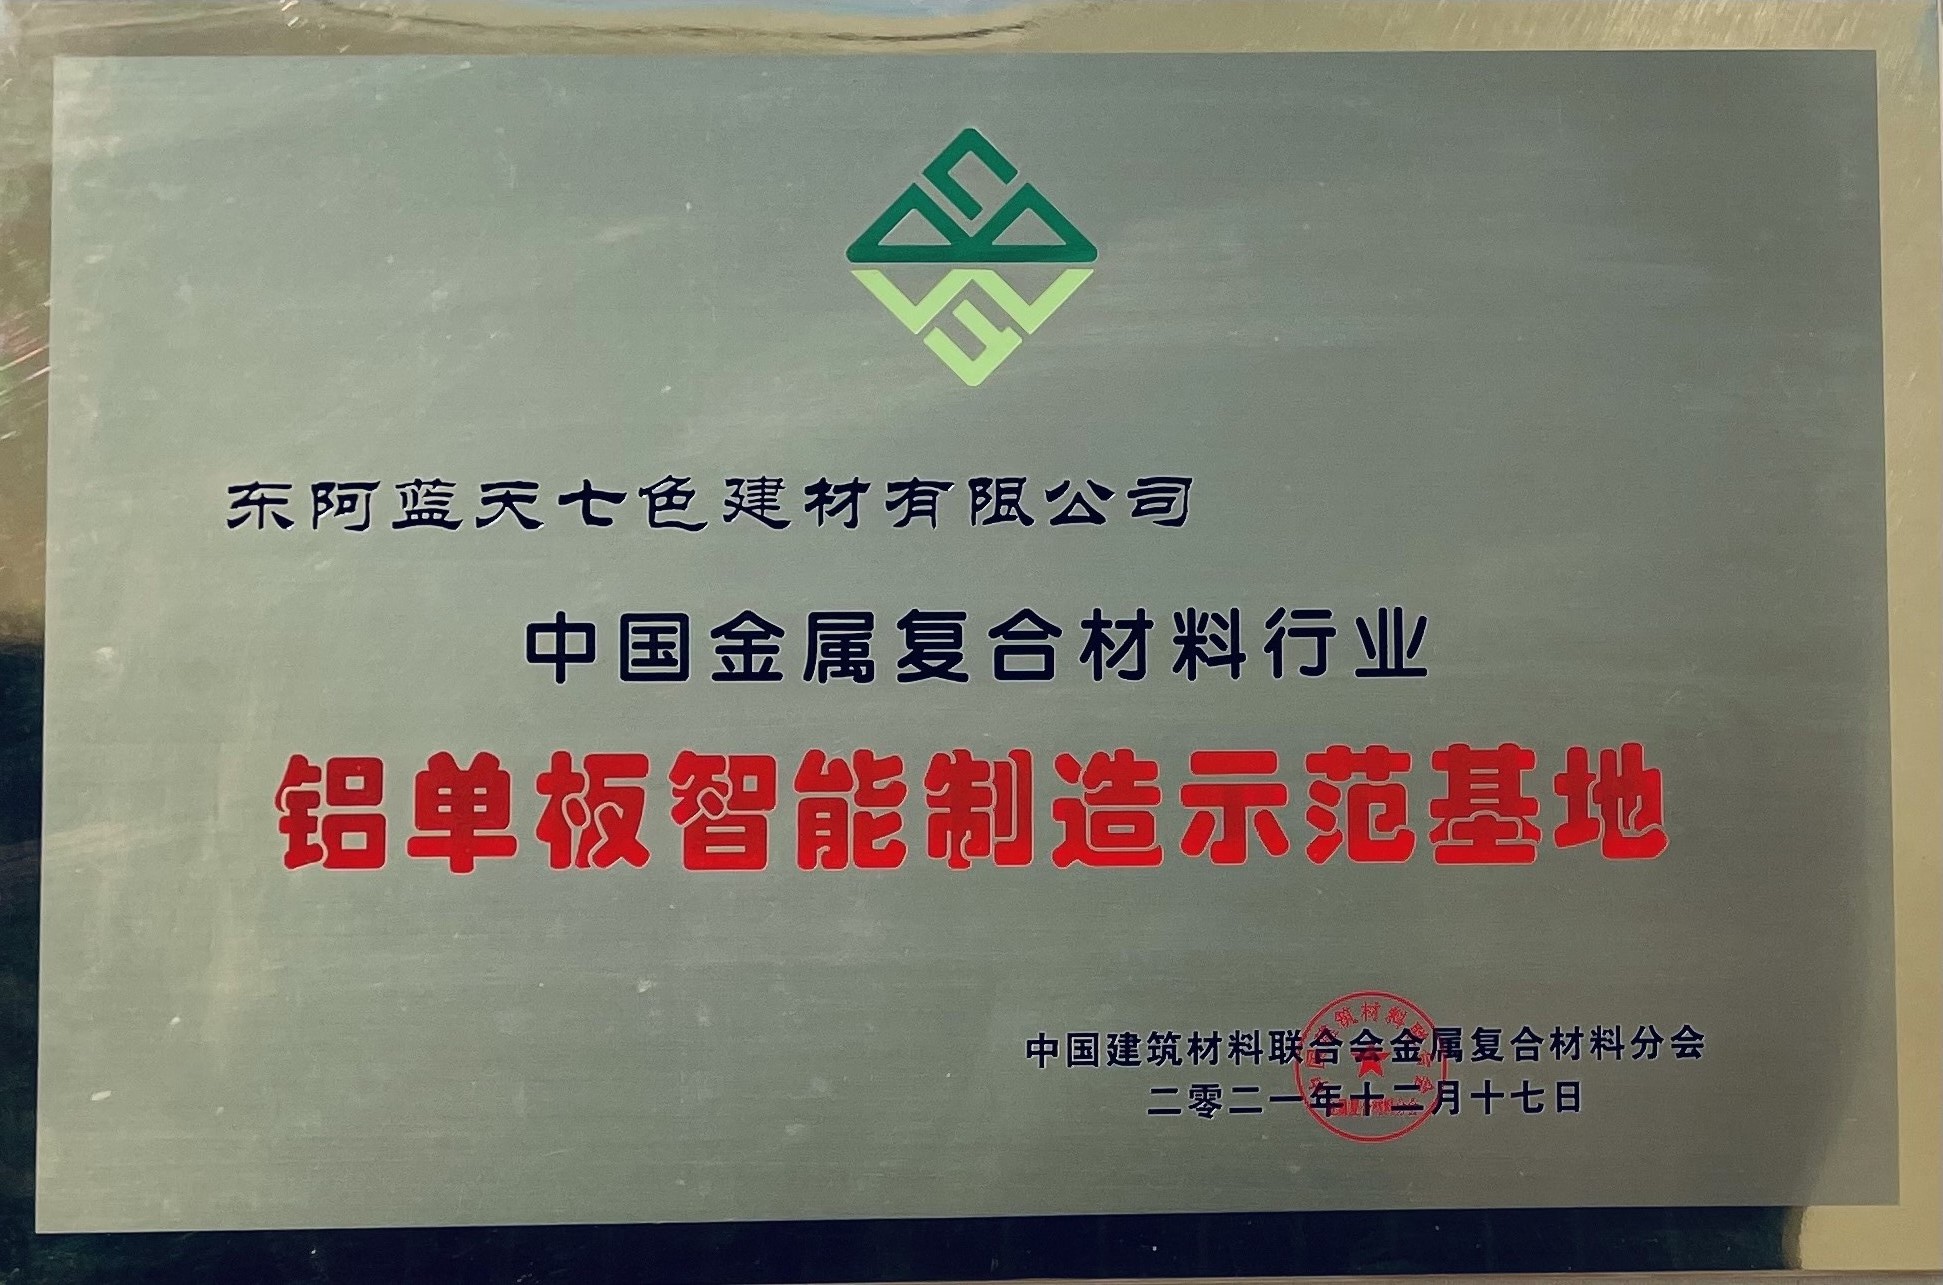 东阿蓝天七色建材有限公司
中国金属复合材料行业
铝单板智能制造示范基地
中国建筑材料联合会金属复合材料分会
二零二一年十二月十七日